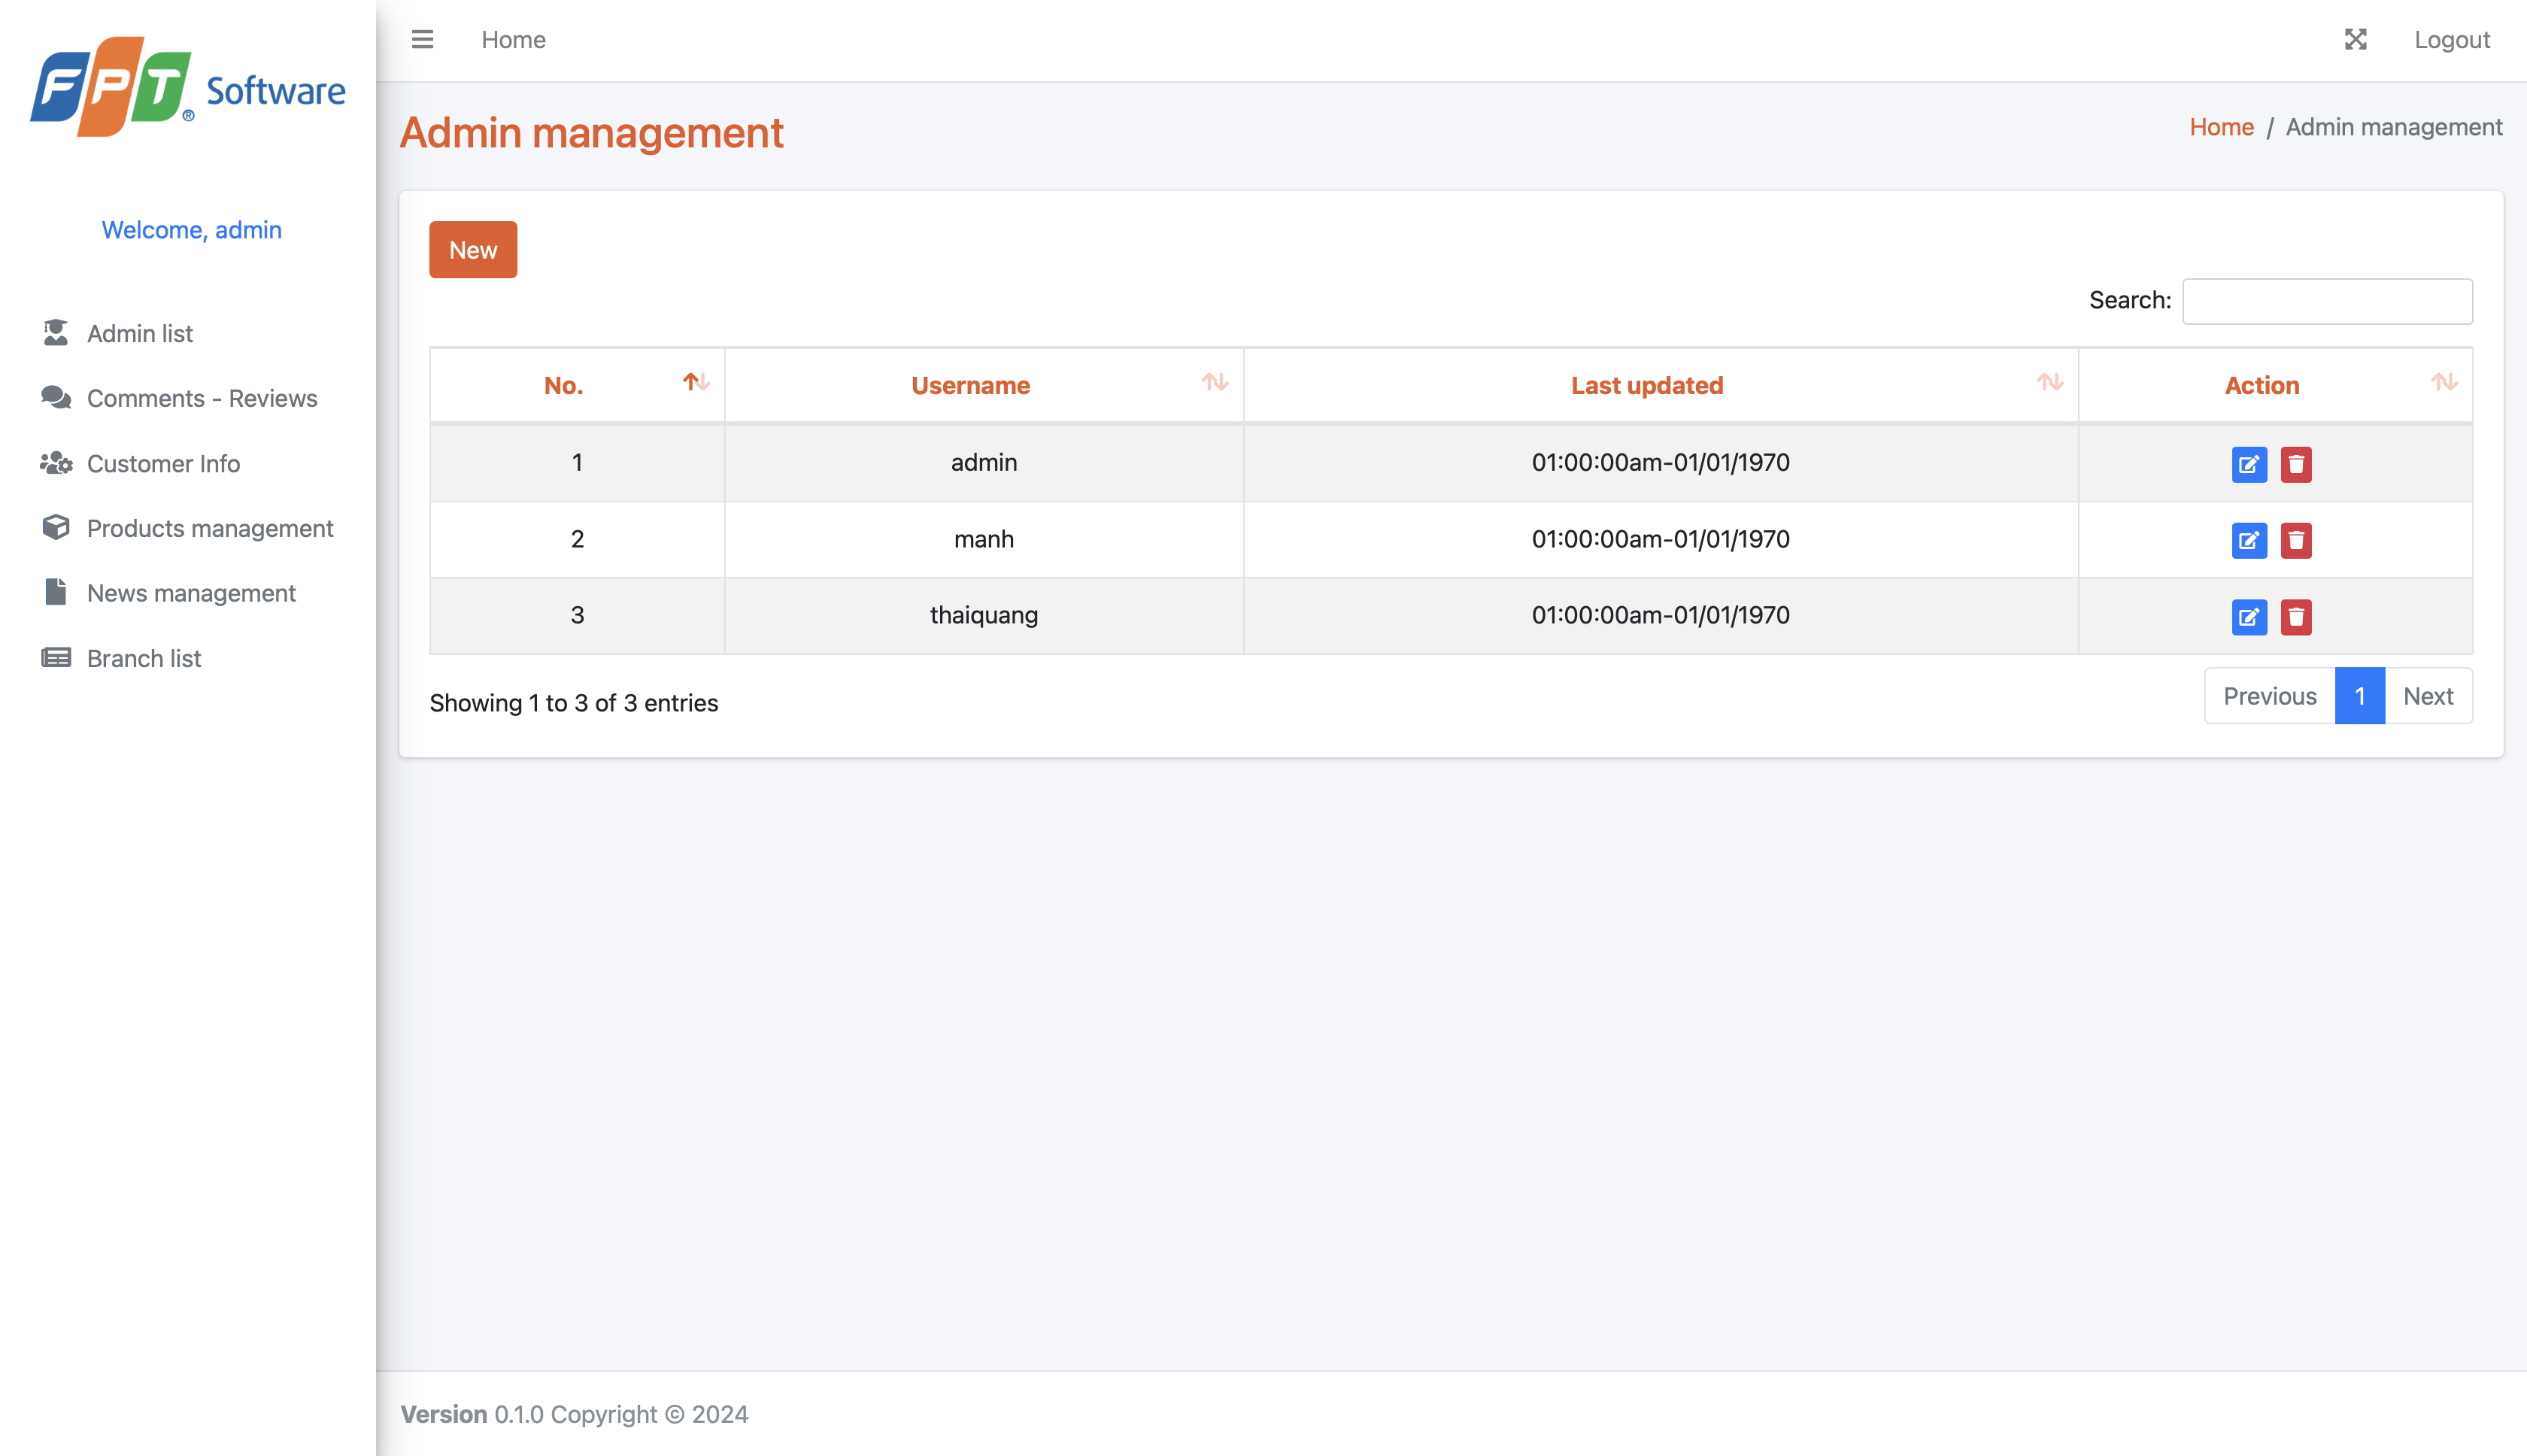 FPT® Software
Welcome, admin
Admin list
Comments - Reviews
Customer Info
Products management
News management
Branch list
Home
Logout
Admin management
Home / Admin management
New
Search:
No. Username Last updated Action
1 admin 01:00:00am-01/01/1970
2 manh 01:00:00am-01/01/1970
3 thaiquang 01:00:00am-01/01/1970
Showing 1 to 3 of 3 entries
Previous 1 Next
Version 0.1.0 Copyright © 2024